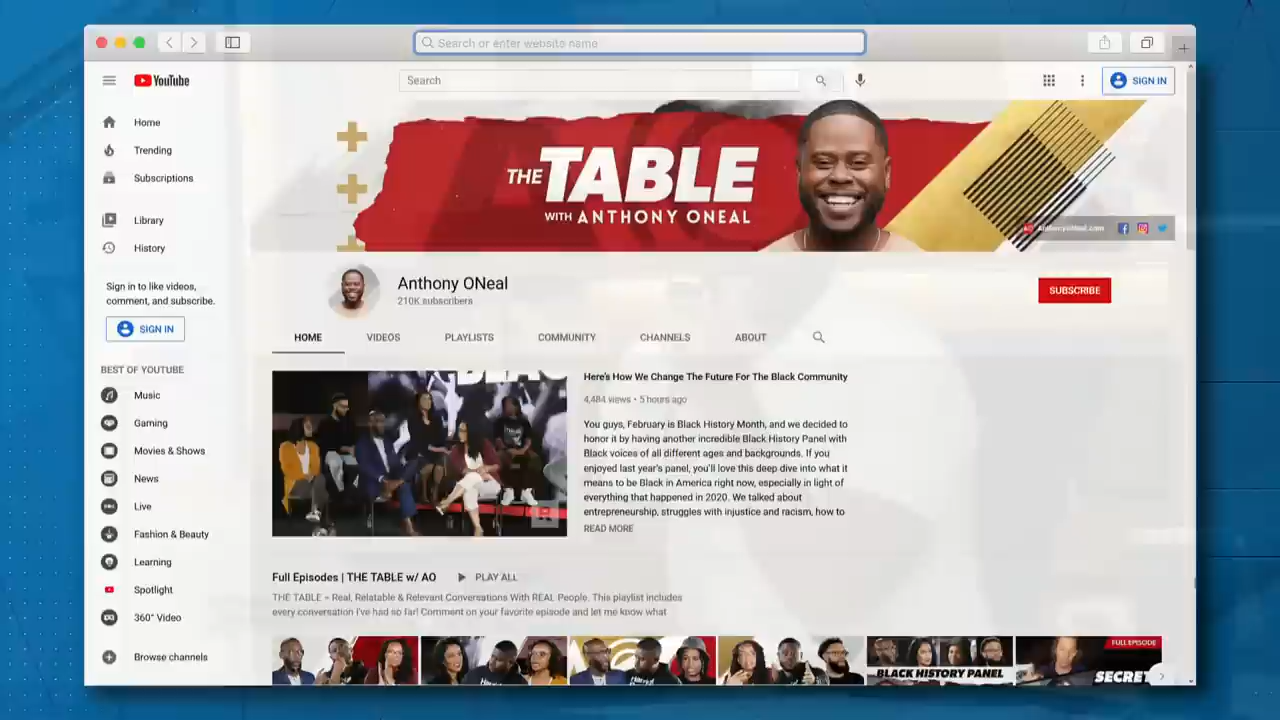 Search or enter website name
YouTube
Search
SIGN IN
Home
Trending
Subscriptions
Library
History
Sign in to like videos,
comment, and subscribe.
SIGN IN
BEST OF YOUTUBE
Music
Gaming
Movies & Shows
News
Live
Fashion & Beauty
Learning
Spotlight
360° Video
Browse channels
THE TABLE
WITH ANTHONY ONEAL
AnthonyOneal.com
Anthony ONeal
210K subscribers
SUBSCRIBE
HOME VIDEOS PLAYLISTS COMMUNITY CHANNELS ABOUT
Here's How We Change The Future For The Black Community
4,484 views • 5 hours ago
You guys, February is Black History Month, and we decided to
honor it by having another incredible Black History Panel with
Black voices of all different ages and backgrounds. If you
enjoyed last year's panel, you'll love this deep dive into what it
means to be Black in America right now, especially in light of
everything that happened in 2020. We talked about
entrepreneurship, struggles with injustice and racism, how to
READ MORE
Full Episodes | THE TABLE w/ AO PLAY ALL
THE TABLE = Real, Relatable & Relevant Conversations With REAL People. This playlist includes
every conversation I've had so far! Comment on your favorite episode and let me know what
BLACK HISTORY PANEL
FULL EPISODE
SECRET